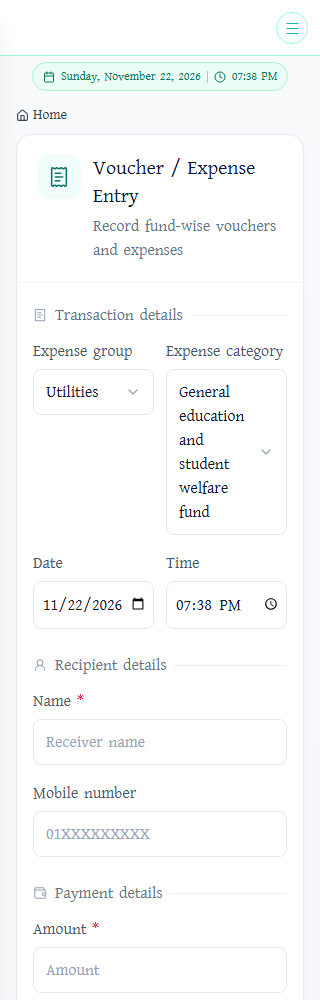 Sunday, November 22, 2026 | 07:38 PM
Home
Voucher / Expense
Entry
Record fund-wise vouchers
and expenses
Transaction details
Expense group
Expense category
Utilities
General
education
and
student
welfare
fund
Date
Time
11/22/2026
07:38 PM
Recipient details
Name *
Receiver name
Mobile number
01XXXXXXXXX
Payment details
Amount *
Amount